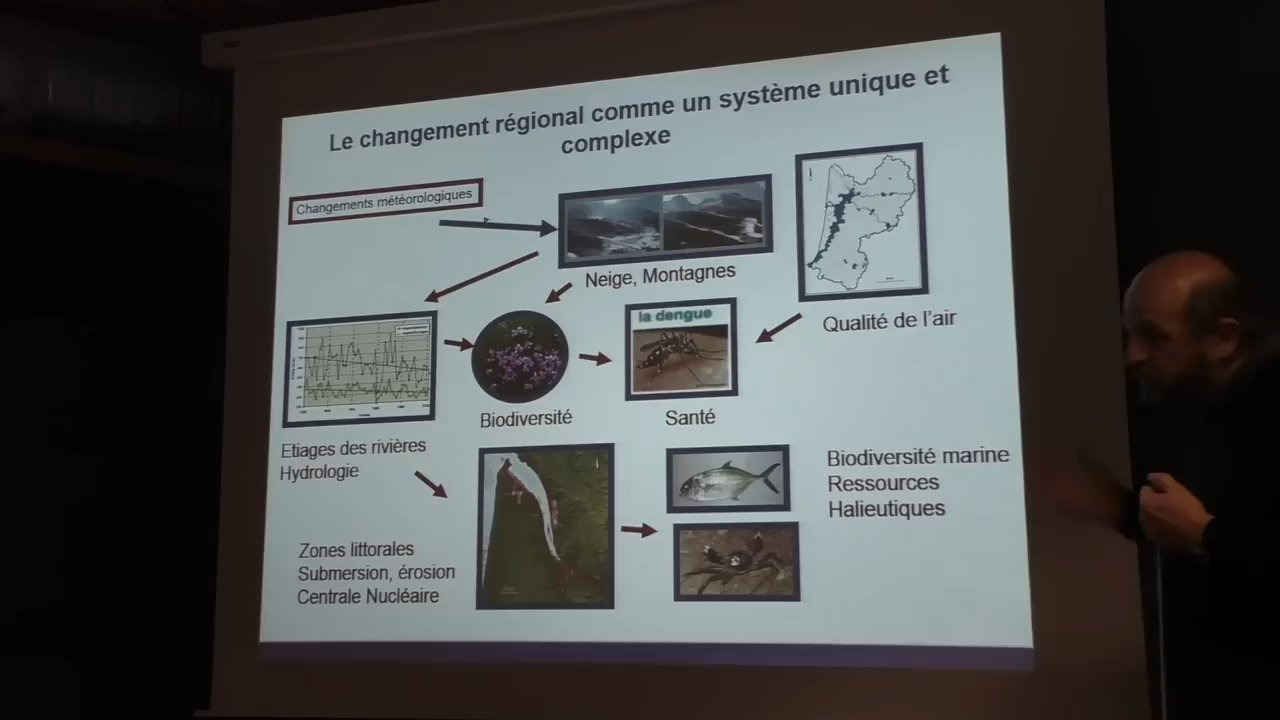 Le changement régional comme un système unique et
complexe
Changements météorologiques
Neige, Montagnes
Qualité de l'air
la dengue
Biodiversité
Santé
Etiages des rivières
Hydrologie
Zones littorales
Submersion, érosion
Centrale Nucléaire
Biodiversité marine
Ressources
Halieutiques